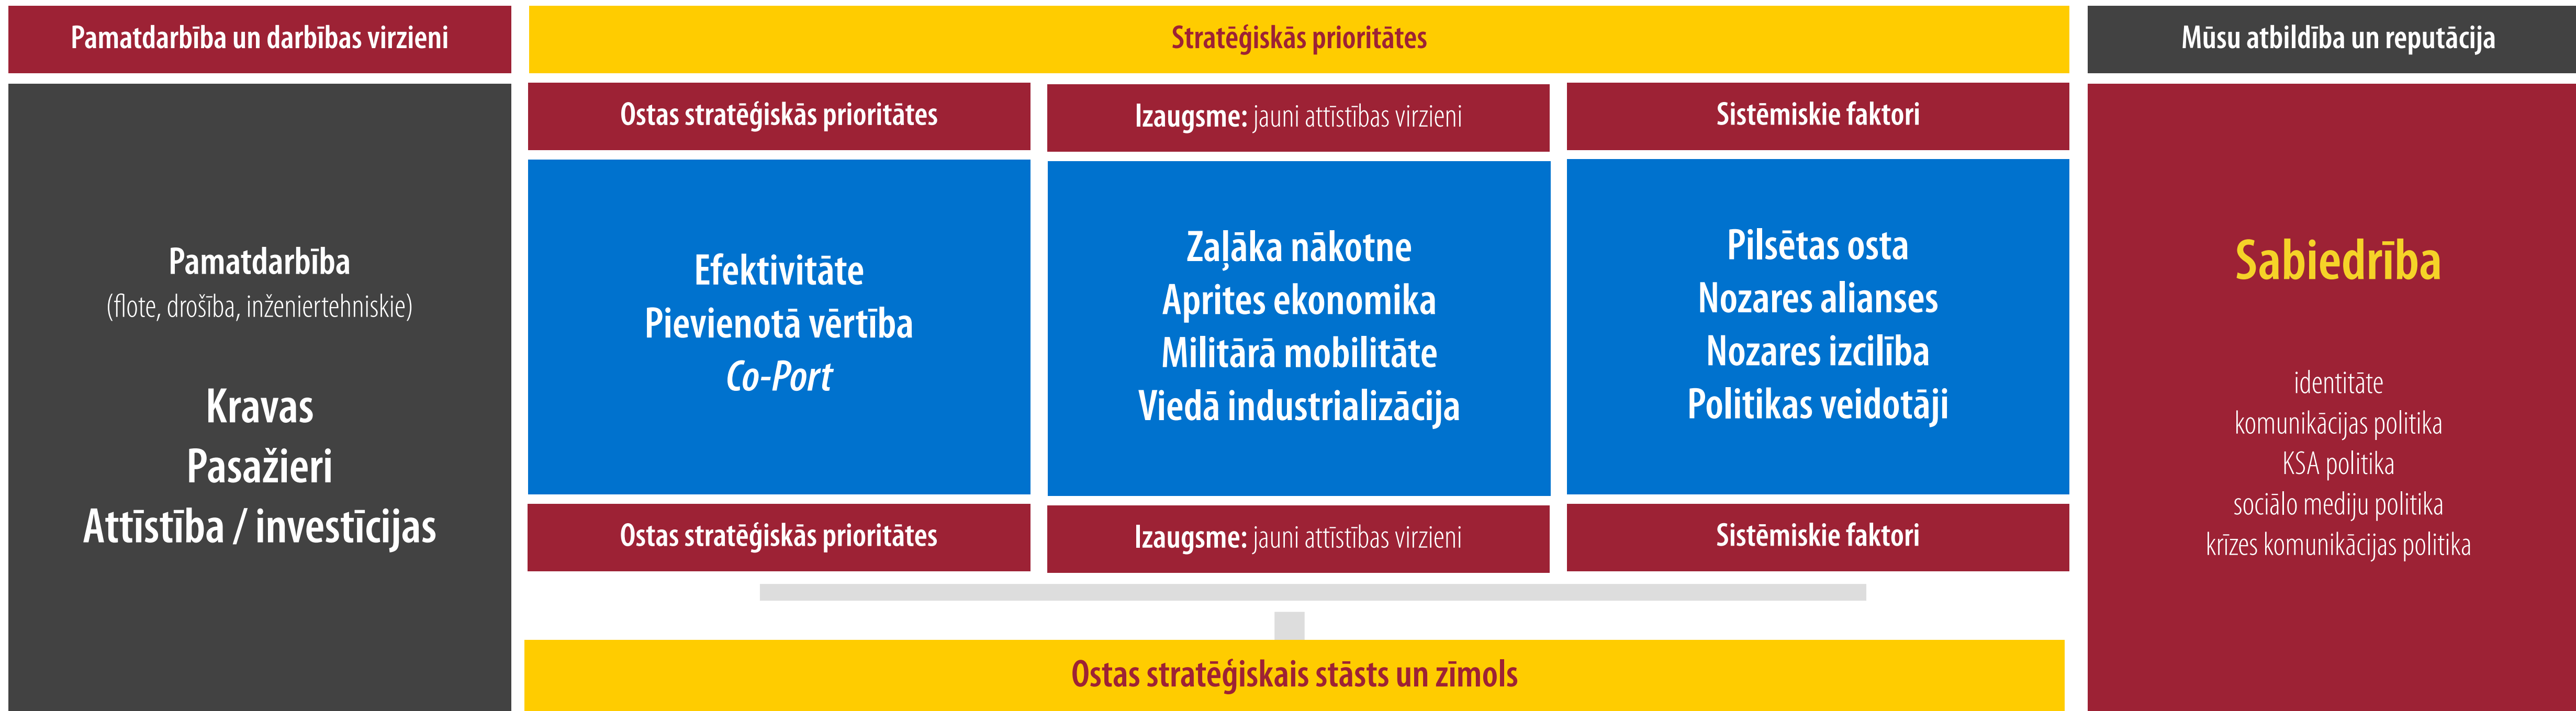 Pamatdarbība un darbības virzieni
Pamatdarbība
(flote, drošība, inženiertehniskie)
Kravas
Pasažieri
Attīstība / investīcijas
Stratēģiskās prioritātes
Ostas stratēģiskās prioritātes
Efektivitāte
Pievienotā vērtība
Co-Port
Ostas stratēģiskās prioritātes
Izaugsme: jauni attīstības virzieni
Zaļāka nākotne
Aprites ekonomika
Militārā mobilitāte
Viedā industrializācija
Izaugsme: jauni attīstības virzieni
Sistēmiskie faktori
Pilsētas osta
Nozares alianses
Nozares izcilība
Politikas veidotāji
Sistēmiskie faktori
Ostas stratēģiskais stāsts un zīmols
Mūsu atbildība un reputācija
Sabiedrība
identitāte
komunikācijas politika
KSA politika
sociālo mediju politika
krīzes komunikācijas politika